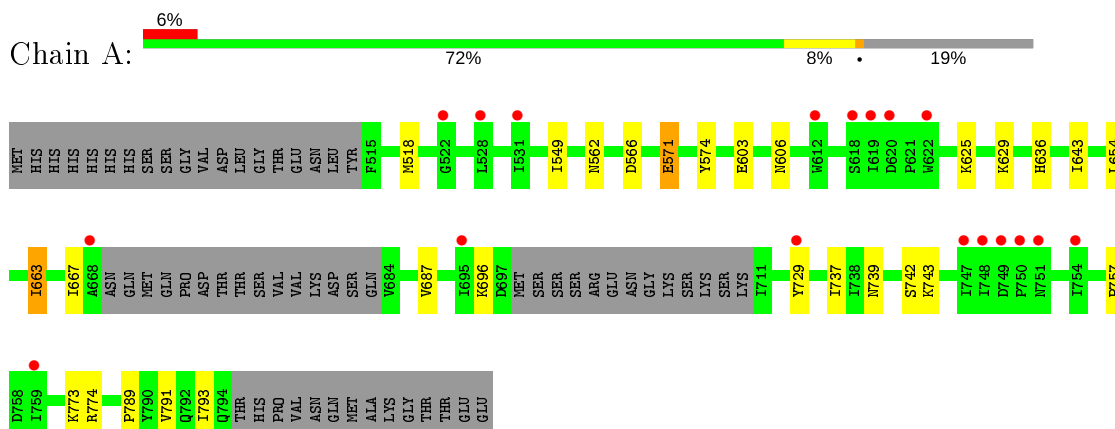 6%
Chain A:
72% 8% • 19%
MET HIS HIS HIS HIS HIS HIS SER SER GLY VAL ASP LEU GLY THR GLU ASN LEU TYR F515 M518 G522 L528 I531 I549 N562 D566 E571 Y574 E603 N606 W612 S618 I619 D620 P621 W622 K625 K629 H636 I643 L654
I663 I667 A668 ASN GLN MET GLN PRO ASP THR THR SER VAL VAL LYS ASP SER GLN V684 V687 I695 K696 D697 MET SER SER SER ARG GLU ASN GLY LYS SER LYS SER LYS I711 Y729 I737 I738 N739 S742 K743 I747 I748 D749 P750 N751 I754 P757
D758 I759 K773 R774 P789 Y790 V791 Q792 I793 Q794 THR HIS PRO VAL ASN GLN MET ALA LYS GLY THR THR GLU GLU